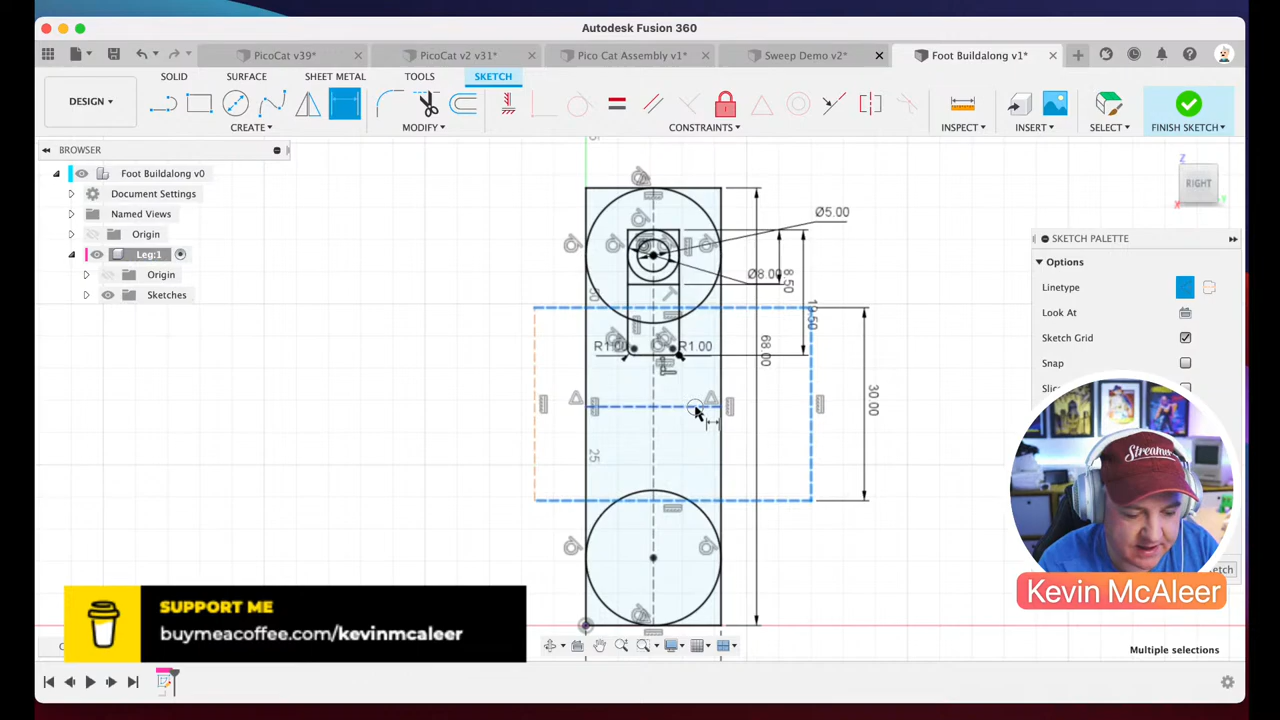 Autodesk Fusion 360
PicoCat v39*
PicoCat v2 v31*
Pico Cat Assembly v1*
Sweep Demo v2*
Foot Buildalong v1*
SOLID
SURFACE
SHEET METAL
TOOLS
SKETCH
DESIGN
CREATE
MODIFY
CONSTRAINTS
INSPECT
INSERT
SELECT
FINISH SKETCH
BROWSER
Foot Buildalong v0
Document Settings
Named Views
Origin
Leg:1
Origin
Sketches
Z
RIGHT
X
Y
SKETCH PALETTE
Options
Linetype
Look At
Sketch Grid
Snap
Ø5.00
Ø8.00
8.50
50
R1.00
R1.00
68.00
30.00
25
Streamer
Kevin McAleer
SUPPORT ME
buymeacoffee.com/kevinmcaleer
Multiple selections